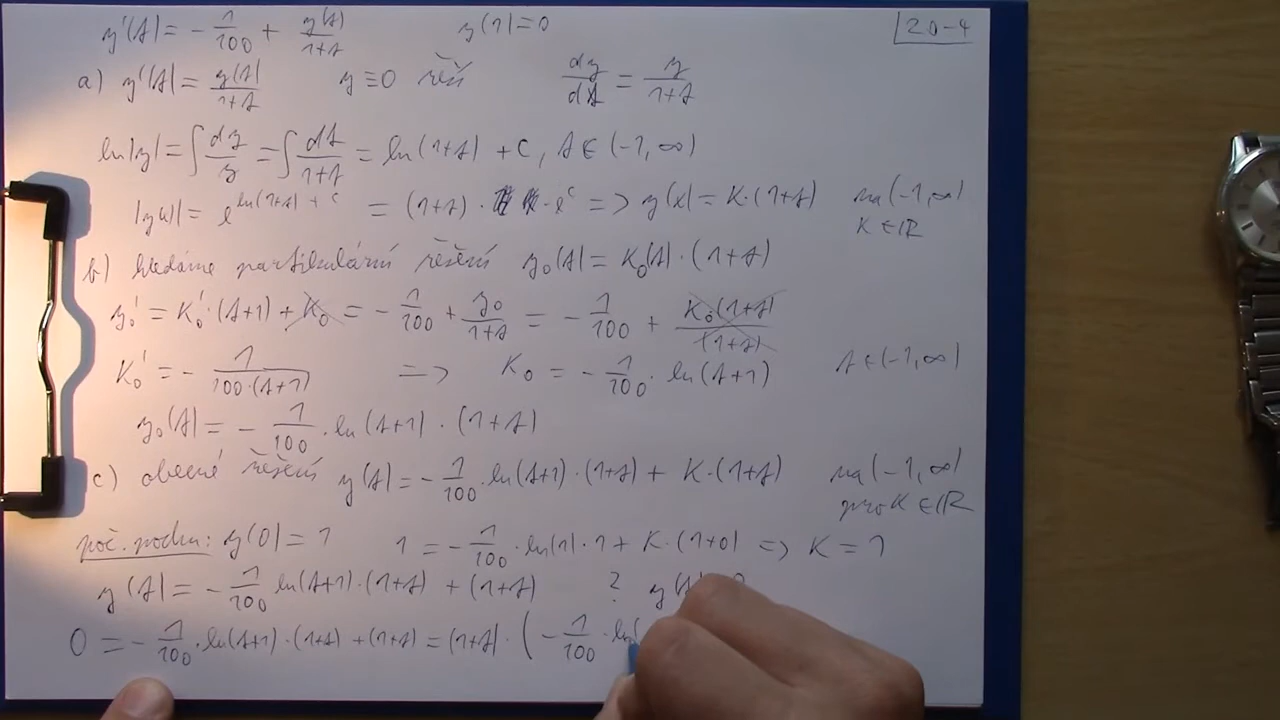 y'(t) = -1/100 + y(t)/(1+t)   y(1) = 0   20-4
a) y'(t) = y(t)/(1+t)   y ≡ 0 řeší   dy/dt = y/(1+t)
ln|y| = ∫ dy/y = ∫ dt/(1+t) = ln(1+t) + C, t ∈ (-1, ∞)
|y(t)| = e^(ln(1+t) + C) = (1+t) · e^C => y(x) = K·(1+t)   na (-1, ∞)
K ∈ ℝ
b) hledáme partikulární řešení y₀(t) = K₀(t)·(1+t)
y₀' = K₀'·(t+1) + K₀ = -1/100 + y₀/(1+t) = -1/100 + K₀(1+t)/(1+t)
K₀' = -1/(100·(t+1)) => K₀ = -1/100 · ln(t+1)   t ∈ (-1, ∞)
y₀(t) = -1/100 · ln(t+1) · (1+t)
c) obecné řešení y(t) = -1/100 · ln(t+1)·(1+t) + K·(1+t)   na (-1, ∞)
pro K ∈ ℝ
poč. podm: y(0) = 1   1 = -1/100 · ln(1)·1 + K·(1+0) => K = 1
y(t) = -1/100 ln(t+1)·(1+t) + (1+t)   ?
0 = -1/100 · ln(t+1)·(1+t) + (1+t) = (1+t) · (-1/100 · ln(